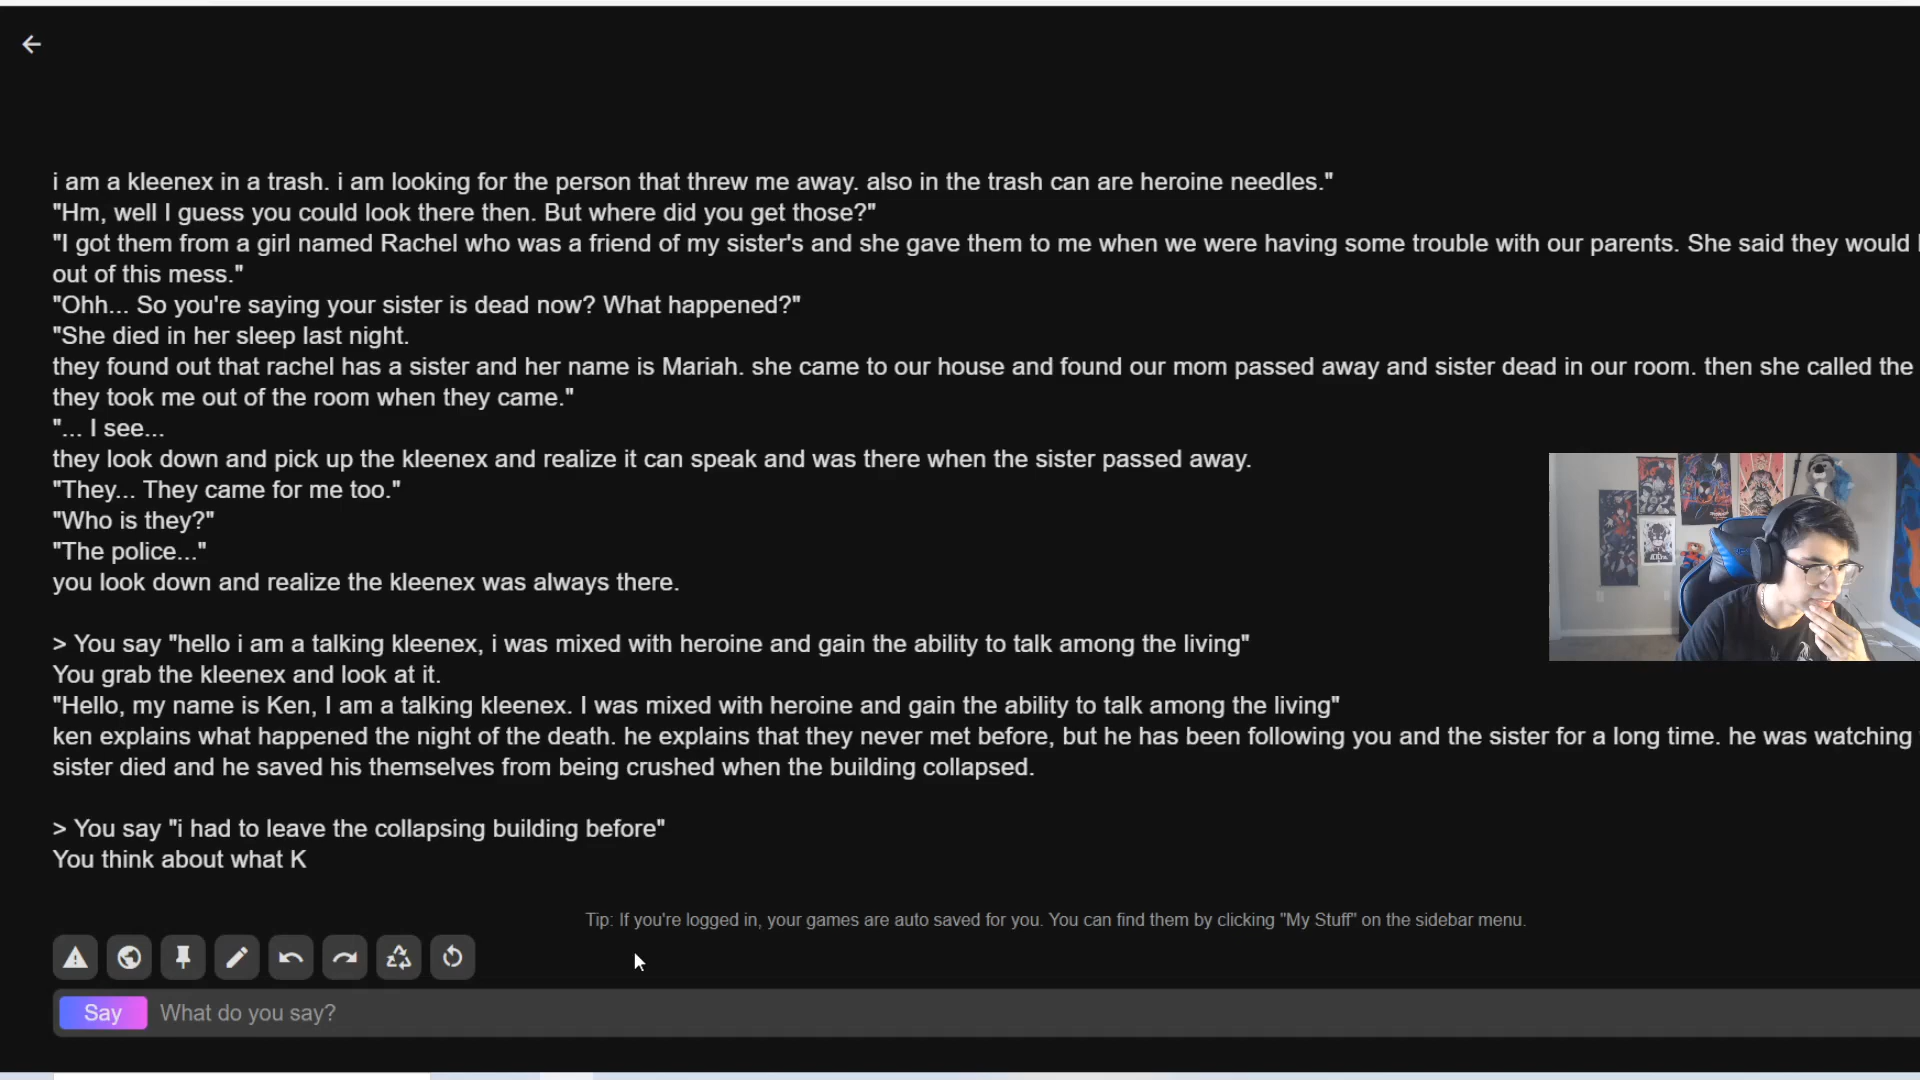 i am a kleenex in a trash. i am looking for the person that threw me away. also in the trash can are heroine needles."
"Hm, well I guess you could look there then. But where did you get those?"
"I got them from a girl named Rachel who was a friend of my sister's and she gave them to me when we were having some trouble with our parents. She said they would
out of this mess."
"Ohh... So you're saying your sister is dead now? What happened?"
"She died in her sleep last night.
they found out that rachel has a sister and her name is Mariah. she came to our house and found our mom passed away and sister dead in our room. then she called the
they took me out of the room when they came."
"... I see...
they look down and pick up the kleenex and realize it can speak and was there when the sister passed away.
"They... They came for me too."
"Who is they?"
"The police..."
you look down and realize the kleenex was always there.
> You say "hello i am a talking kleenex, i was mixed with heroine and gain the ability to talk among the living"
You grab the kleenex and look at it.
"Hello, my name is Ken, I am a talking kleenex. I was mixed with heroine and gain the ability to talk among the living"
ken explains what happened the night of the death. he explains that they never met before, but he has been following you and the sister for a long time. he was watching
sister died and he saved his themselves from being crushed when the building collapsed.
> You say "i had to leave the collapsing building before"
You think about what K
Tip: If you're logged in, your games are auto saved for you. You can find them by clicking "My Stuff" on the sidebar menu.
Say What do you say?